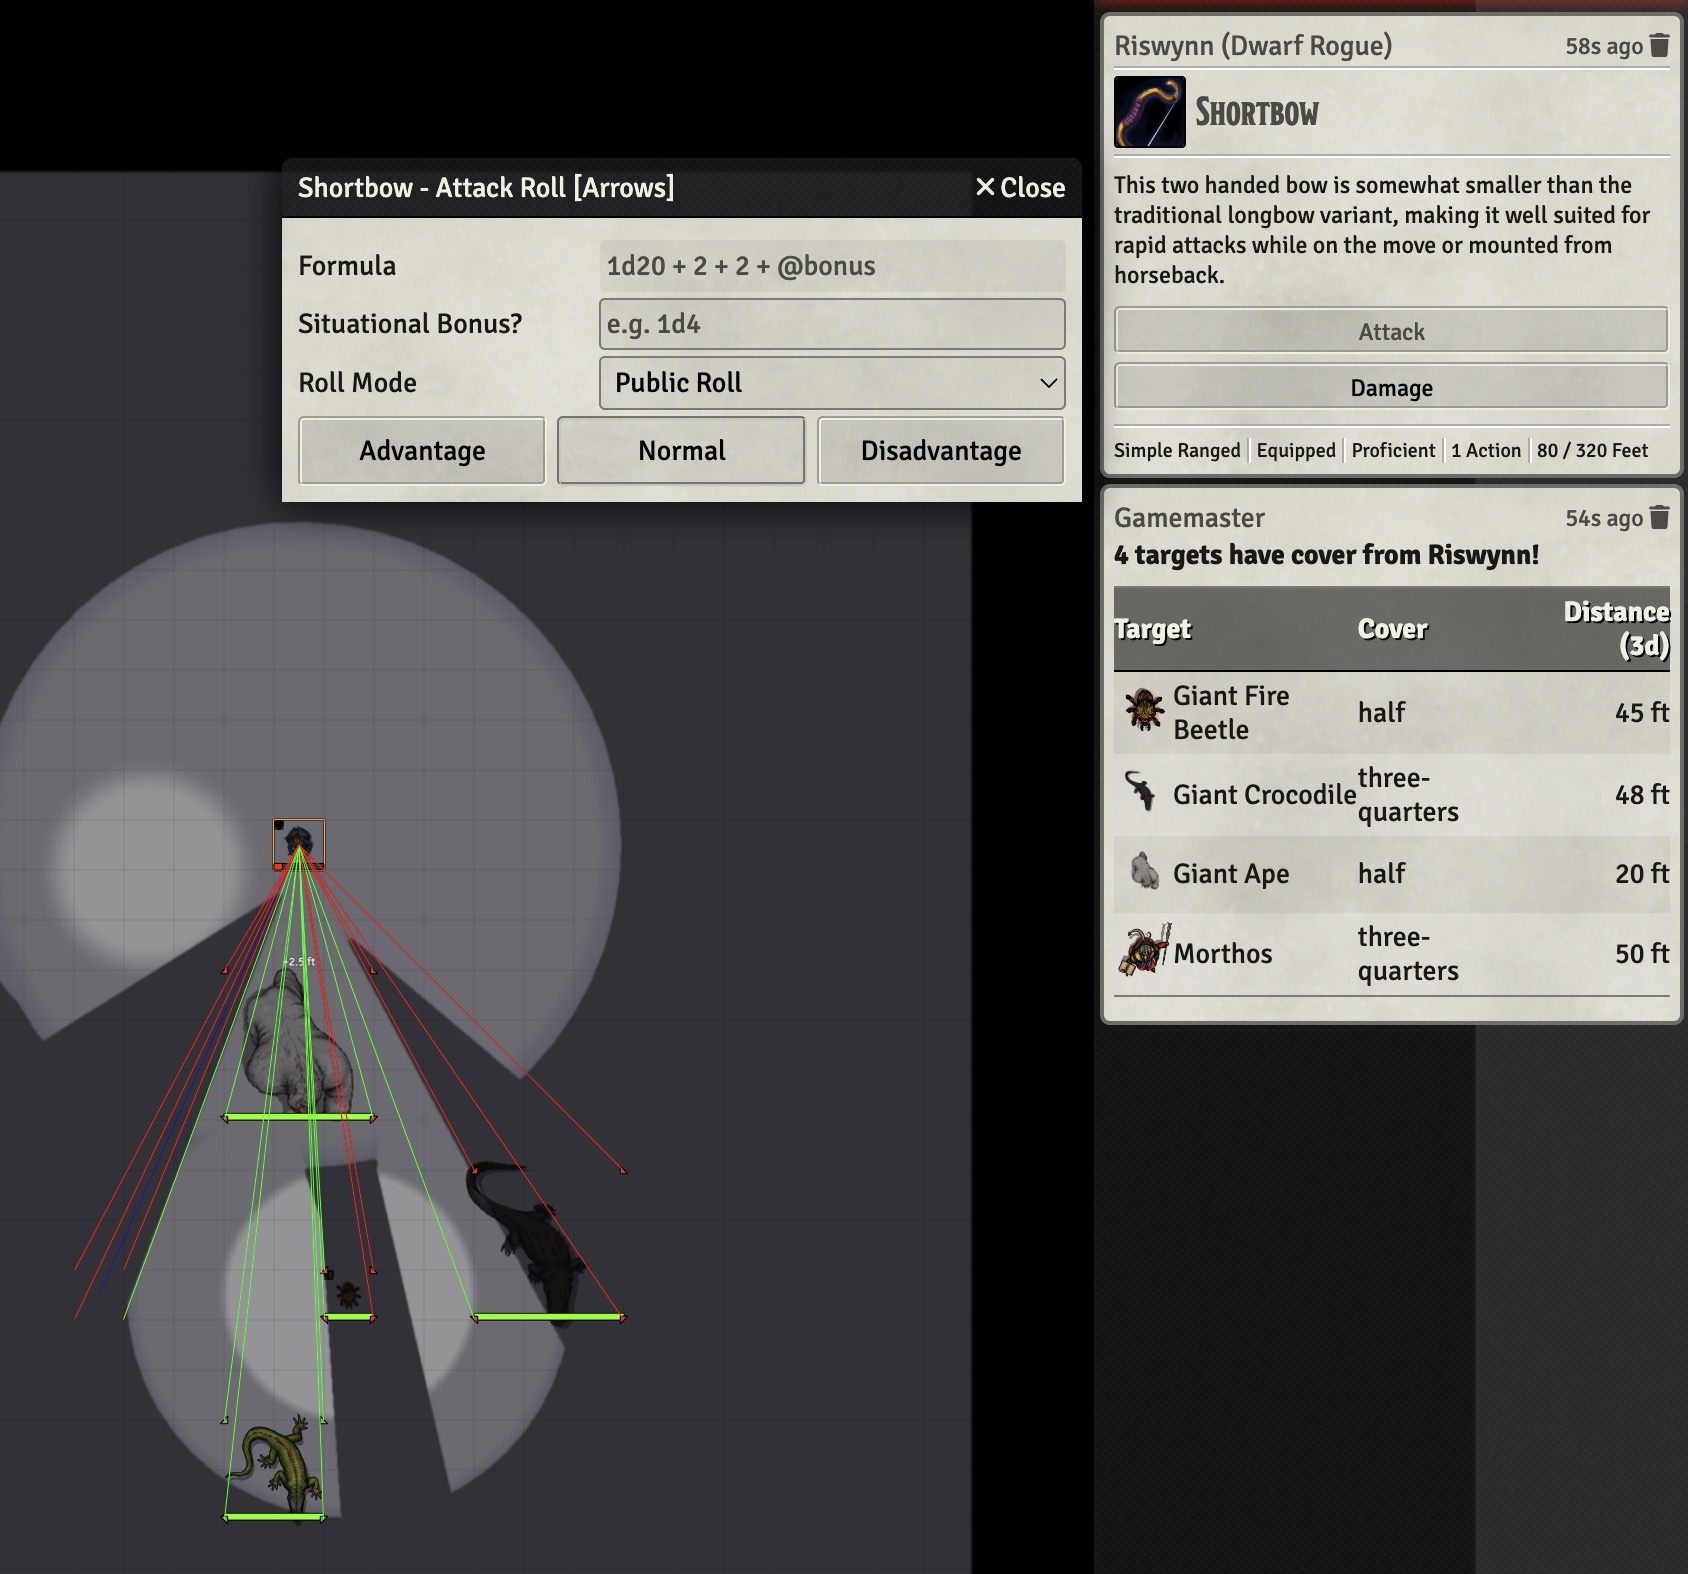 Shortbow - Attack Roll [Arrows]
Close
Formula
1d20 + 2 + 2 + @bonus
Situational Bonus?
e.g. 1d4
Roll Mode
Public Roll
Advantage
Normal
Disadvantage
-2.5 ft
Riswynn (Dwarf Rogue)
58s ago
Shortbow
This two handed bow is somewhat smaller than the
traditional longbow variant, making it well suited for
rapid attacks while on the move or mounted from
horseback.
Attack
Damage
Simple Ranged
Equipped
Proficient
1 Action
80 / 320 Feet
Gamemaster
54s ago
4 targets have cover from Riswynn!
Target
Cover
Distance
(3d)
Giant Fire
Beetle
half
45 ft
Giant Crocodile
three-
quarters
48 ft
Giant Ape
half
20 ft
Morthos
three-
quarters
50 ft